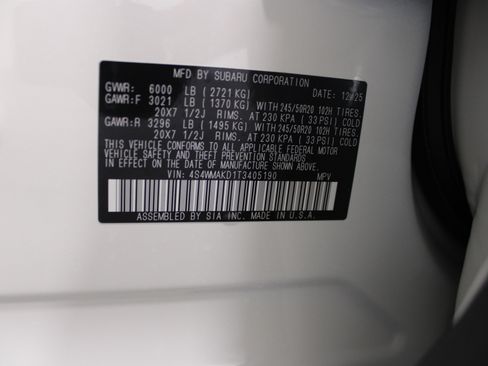 MFD BY SUBARU CORPORATION DATE: 12/25
GVWR: 6000 LB ( 2721 KG)
GAWR:F 3021 LB ( 1370 KG) WITH 245/50R20 102H TIRES,
20X7 1/2J RIMS. AT 230 KPA ( 33 PSI) COLD
GAWR:R 3296 LB ( 1495 KG) WITH 245/50R20 102H TIRES,
20X7 1/2J RIMS. AT 230 KPA ( 33 PSI) COLD
THIS VEHICLE CONFORMS TO ALL APPLICABLE FEDERAL MOTOR
VEHICLE SAFETY AND THEFT PREVENTION STANDARDS
IN EFFECT ON THE DATE OF MANUFACTURE SHOWN ABOVE.
VIN: 4S4WMAKD1T3405190 MPV
ASSEMBLED BY SIA INC. MADE IN U.S.A.